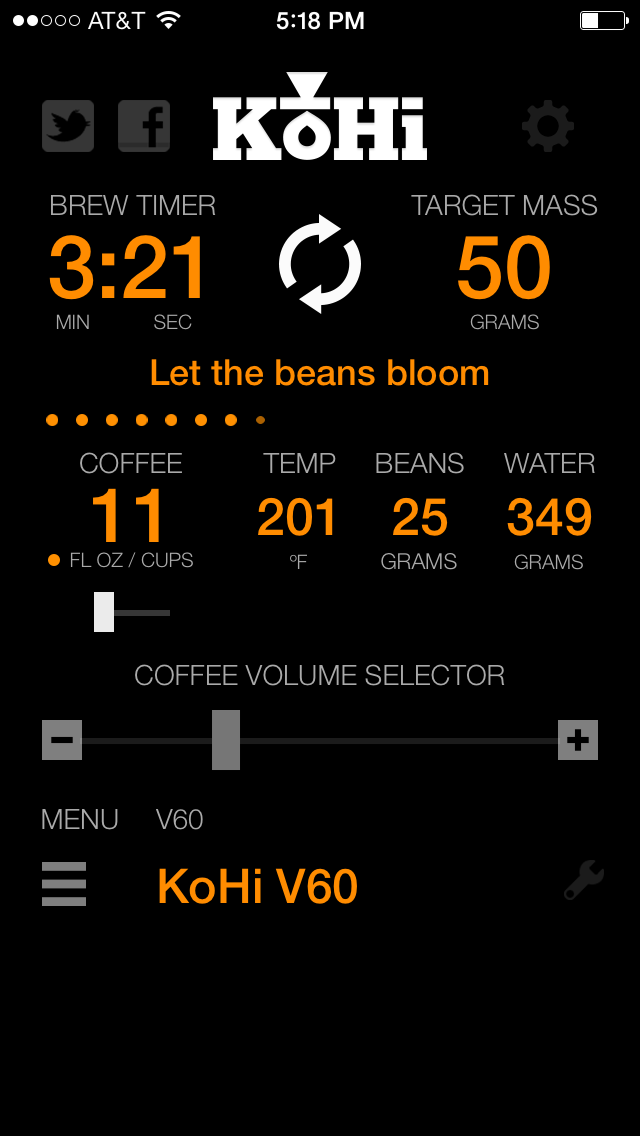 AT&T 5:18 PM
KoHi
BREW TIMER TARGET MASS
3:21 50
MIN SEC GRAMS
Let the beans bloom
COFFEE TEMP BEANS WATER
11 201 25 349
FL OZ / CUPS ºF GRAMS GRAMS
COFFEE VOLUME SELECTOR
MENU V60
KoHi V60